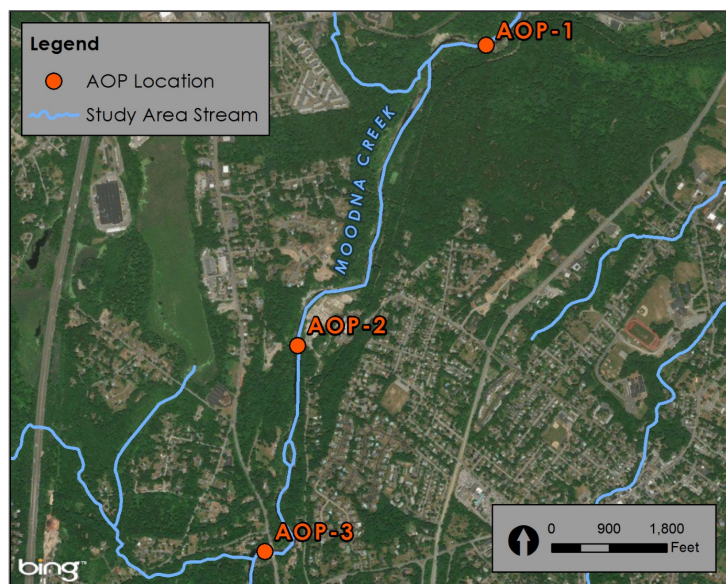 Legend
AOP Location
Study Area Stream
AOP-1
MOODNA CREEK
AOP-2
AOP-3
0 900 1,800
Feet
bing™